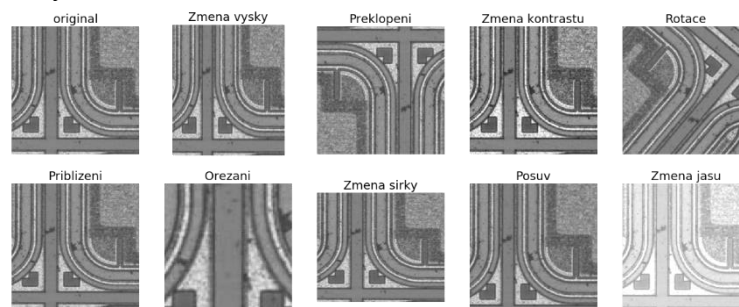 original
Zmena vysky
Preklopeni
Zmena kontrastu
Rotace
Priblizeni
Orezani
Zmena sirky
Posuv
Zmena jasu